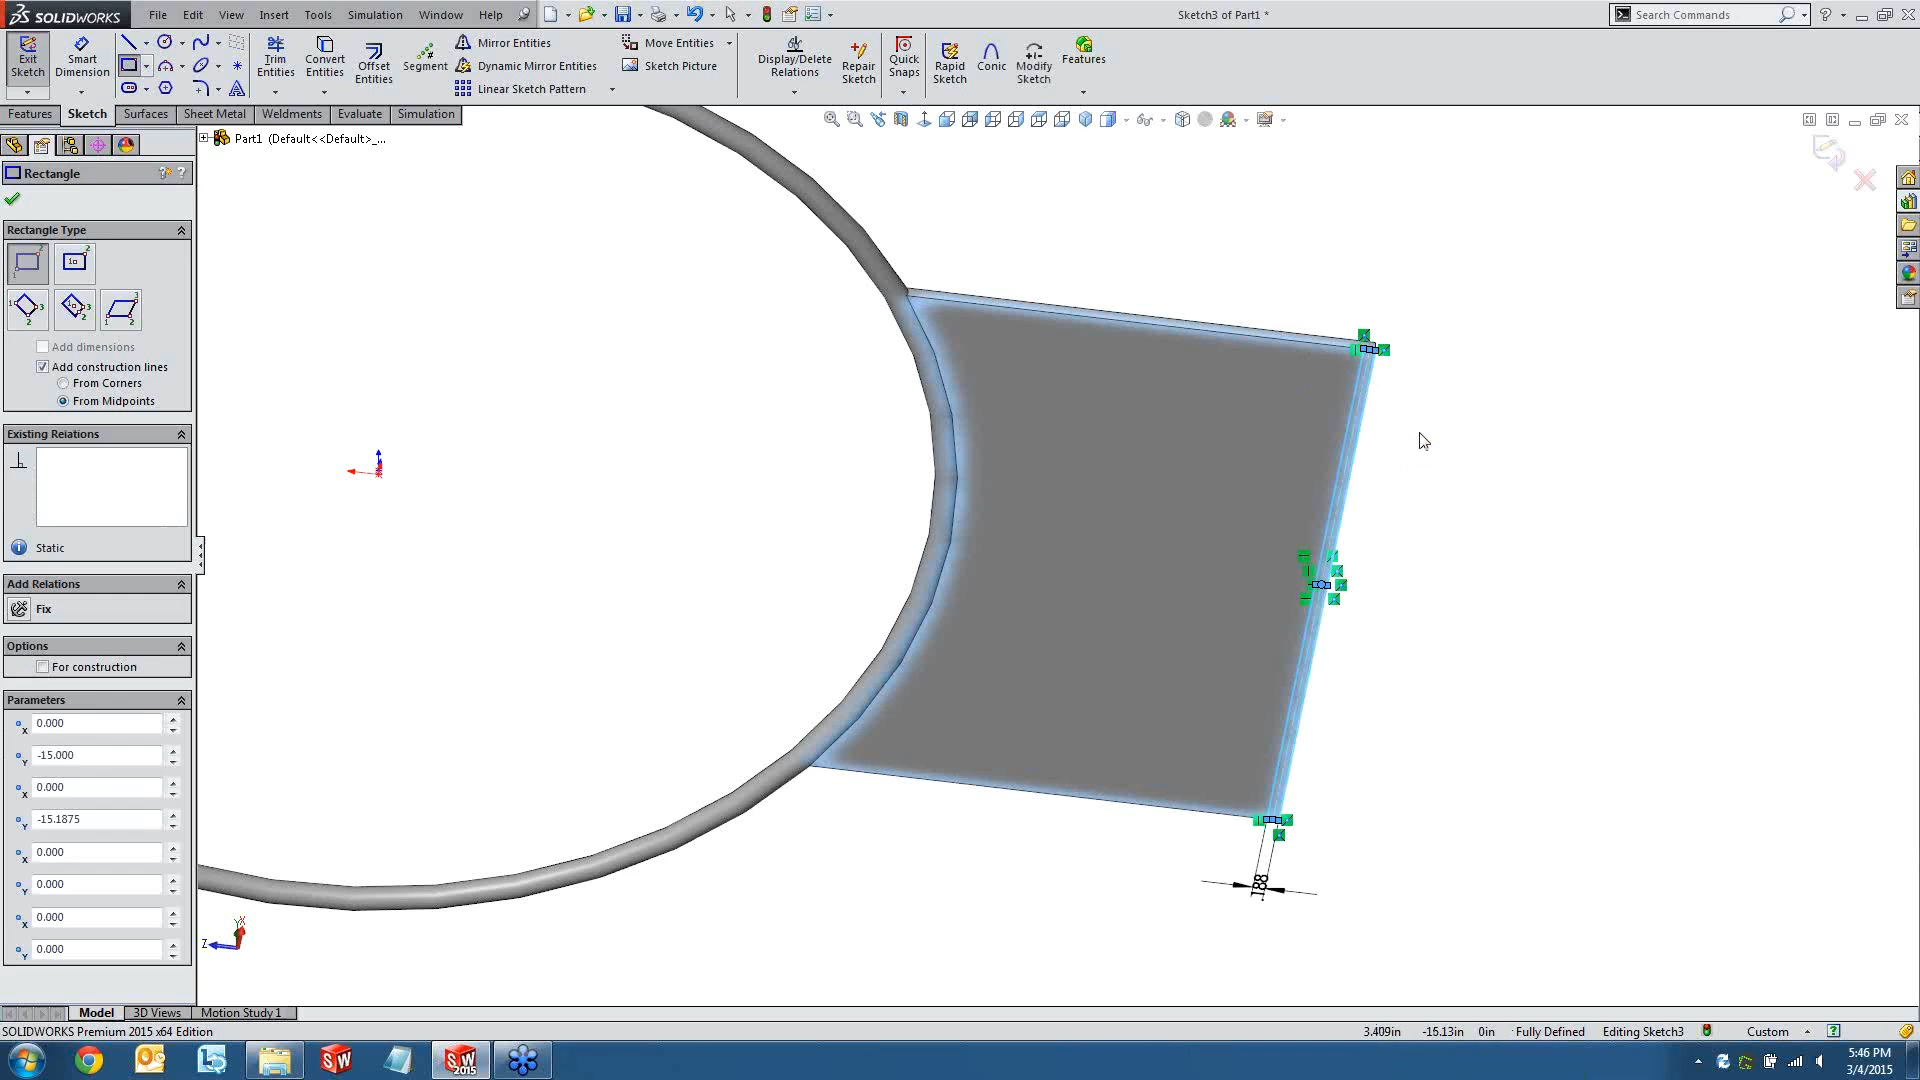 SOLIDWORKS
File Edit View Insert Tools Simulation Window Help
Sketch3 of Part1 *
Search Commands
Exit Sketch
Smart Dimension
Trim Entities
Convert Entities
Offset Entities
Segment
Mirror Entities
Dynamic Mirror Entities
Linear Sketch Pattern
Move Entities
Sketch Picture
Display/Delete Relations
Repair Sketch
Quick Snaps
Rapid Sketch
Conic
Modify Sketch
Features
Features Sketch Surfaces Sheet Metal Weldments Evaluate Simulation
Part1 (Default<<Default>_...
Rectangle
Rectangle Type
Add dimensions
Add construction lines
From Corners
From Midpoints
Existing Relations
Static
Add Relations
Fix
Options
For construction
Parameters
0.000
-15.000
0.000
-15.1875
0.000
0.000
0.000
0.000
.188
X
Y
Z
Model 3D Views Motion Study 1
SOLIDWORKS Premium 2015 x64 Edition
3.409in -16.13in 0in Fully Defined Editing Sketch3 Custom
5:46 PM
3/4/2015